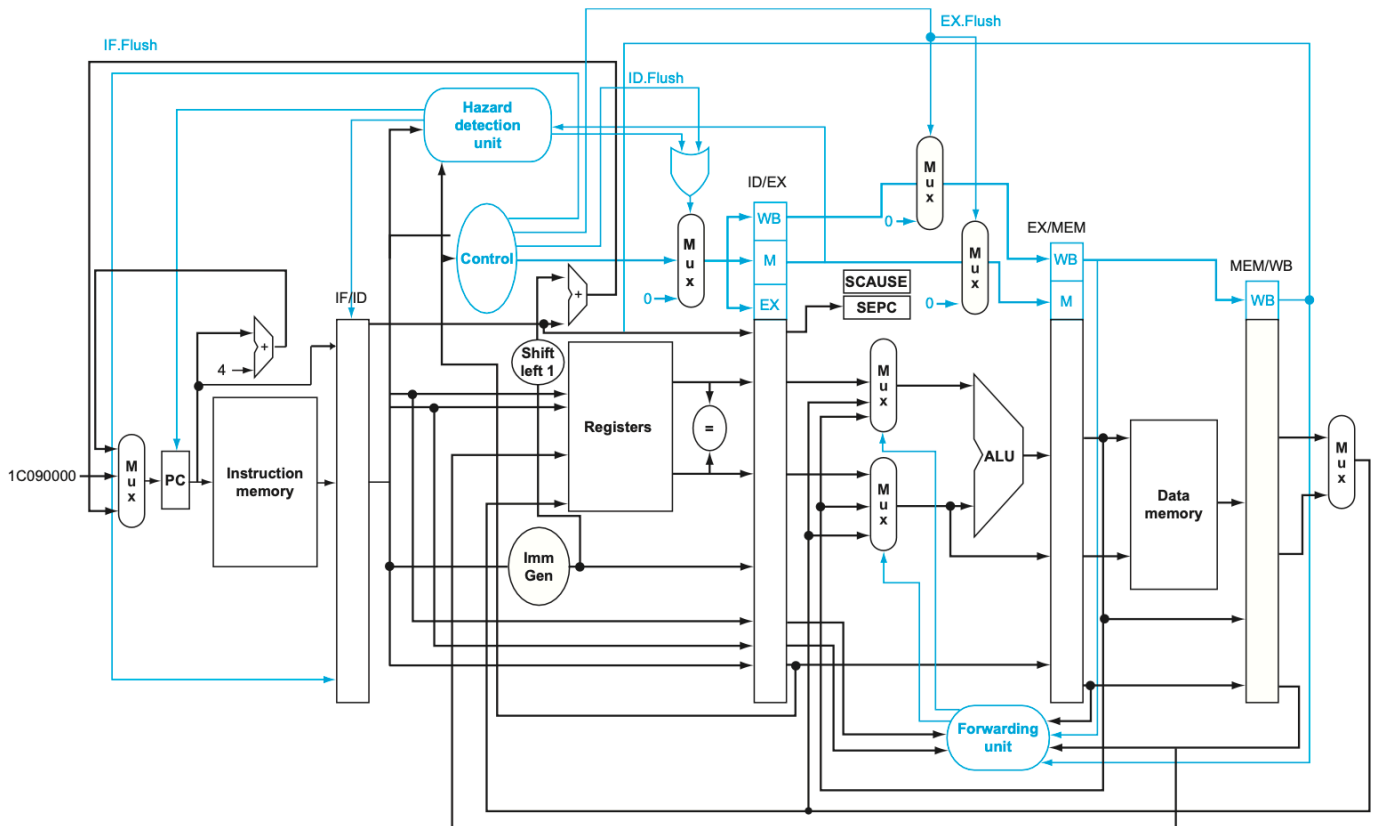 EX.Flush
IF.Flush
ID.Flush
Hazard
detection
unit
M
u
x
ID/EX
WB
0
EX/MEM
M
u
x
M
u
x
Control
M
WB
MEM/WB
SCAUSE
0
IF/ID
EX
SEPC
0
M
WB
+
+
4
Shift
left 1
M
u
x
Registers
=
M
u
x
1C090000
PC
Instruction
memory
ALU
M
u
x
M
u
x
Data
memory
Imm
Gen
Forwarding
unit